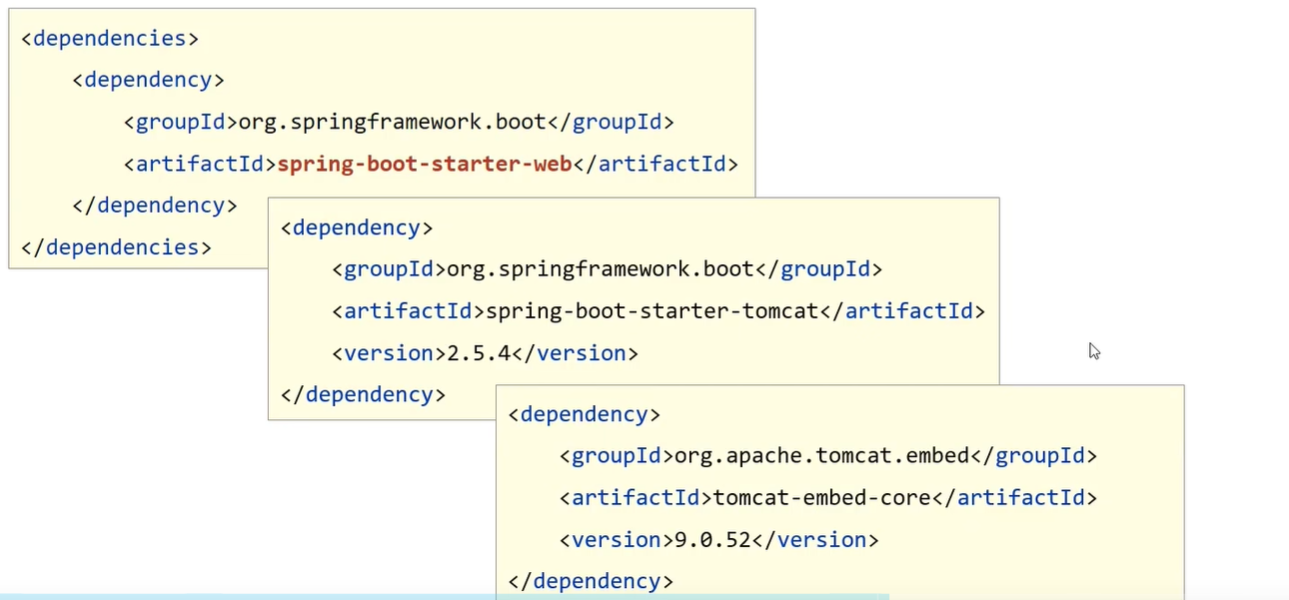 <dependencies>
    <dependency>
        <groupId>org.springframework.boot</groupId>
        <artifactId>spring-boot-starter-web</artifactId>
    </dependency>
</dependencies>
<dependency>
    <groupId>org.springframework.boot</groupId>
    <artifactId>spring-boot-starter-tomcat</artifactId>
    <version>2.5.4</version>
</dependency>
<dependency>
    <groupId>org.apache.tomcat.embed</groupId>
    <artifactId>tomcat-embed-core</artifactId>
    <version>9.0.52</version>
</dependency>